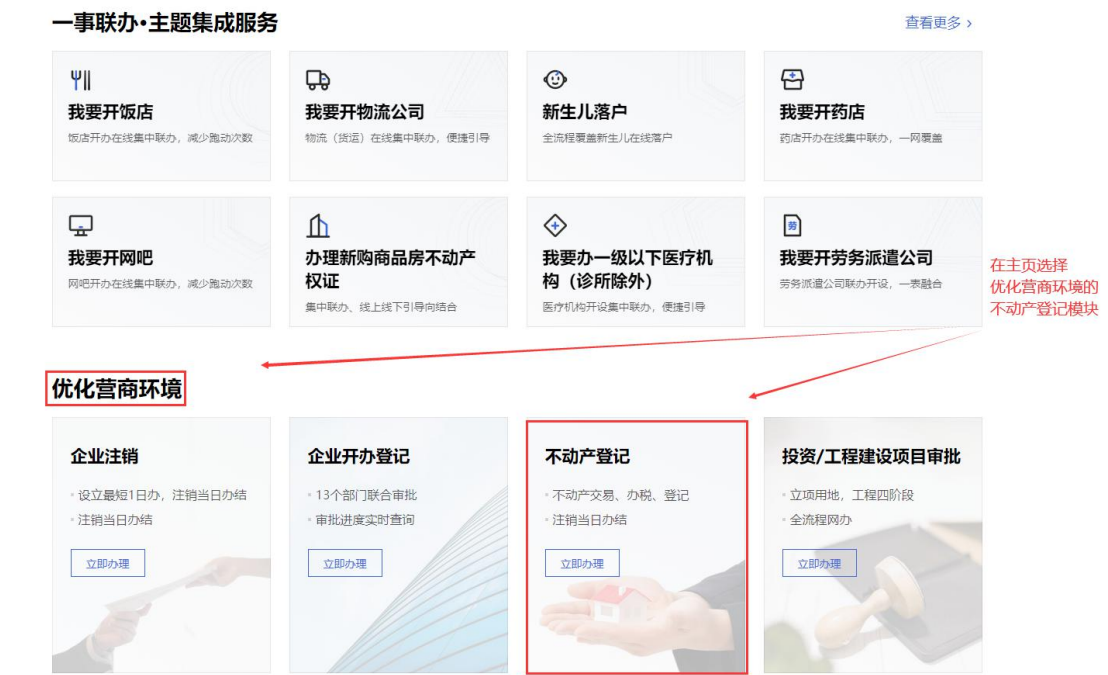 一事联办•主题集成服务
查看更多 ›
我要开饭店
饭店开办在线集中联办，减少跑动次数
我要开物流公司
物流（货运）在线集中联办，便捷引导
新生儿落户
全流程覆盖新生儿在线落户
我要开药店
药店开办在线集中联办，一网覆盖
我要开网吧
网吧开办在线集中联办，减少跑动次数
办理新购商品房不动产
权证
集中联办、线上线下引导向结合
我要办一级以下医疗机
构（诊所除外）
医疗机构开设集中联办，便捷引导
劳
我要开劳务派遣公司
劳务派遣公司联办开设，一表融合
在主页选择
优化营商环境的
不动产登记模块
优化营商环境
企业注销
设立最短1日办，注销当日办结
注销当日办结
立即办理
企业开办登记
13个部门联合审批
审批进度实时查询
立即办理
不动产登记
不动产交易、办税、登记
注销当日办结
立即办理
投资/工程建设项目审批
立项用地，工程四阶段
全流程网办
立即办理